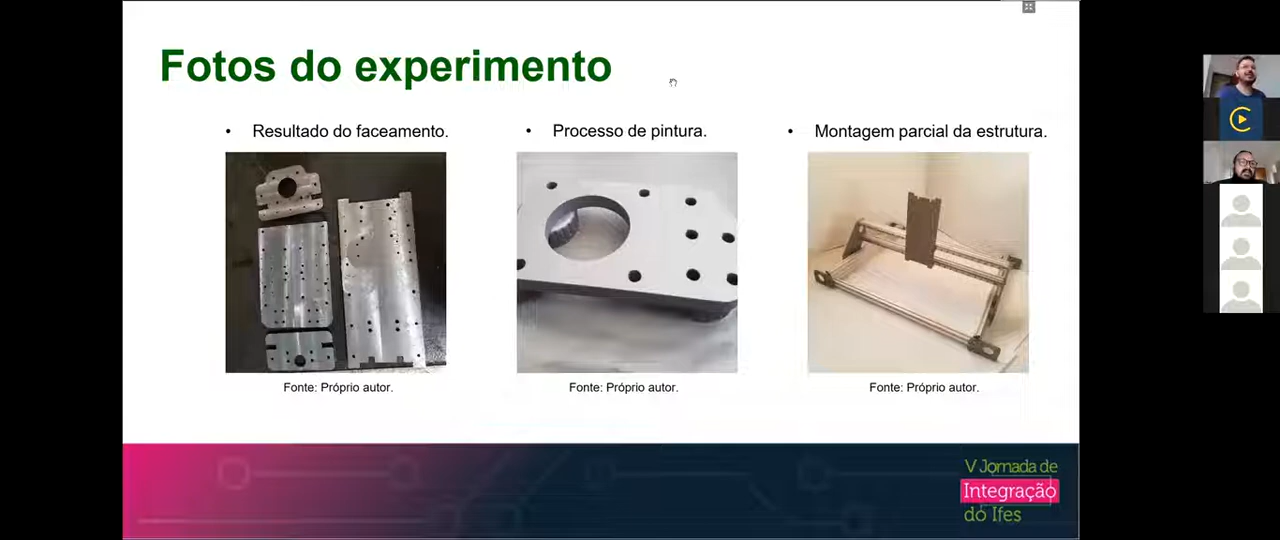 Fotos do experimento
• Resultado do faceamento.
• Processo de pintura.
• Montagem parcial da estrutura.
Fonte: Próprio autor.
Fonte: Próprio autor.
Fonte: Próprio autor.
V Jornada de
Integração
do Ifes